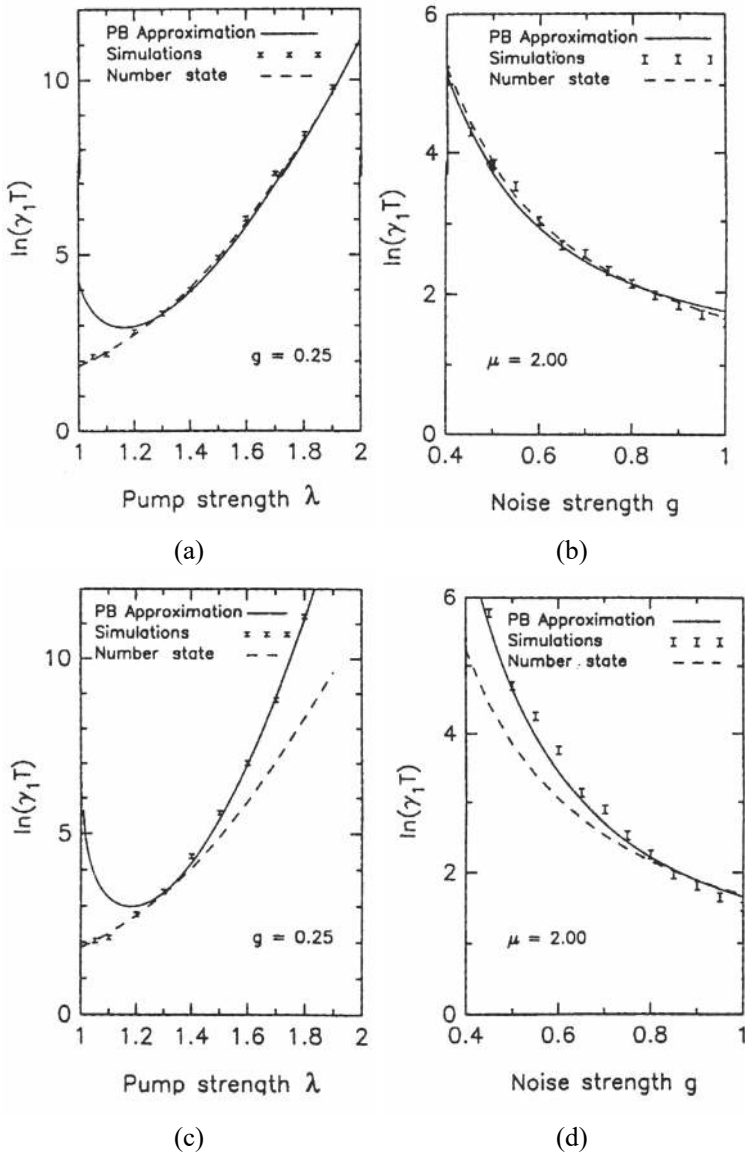 PB Approximation
Simulations
Number state
ln(γ₁T)
10
5
0
g = 0.25
1 1.2 1.4 1.6 1.8 2
Pump strength λ
(a)
PB Approximation
Simulations
Number state
ln(γ₁T)
6
4
2
0
μ = 2.00
0.4 0.6 0.8 1
Noise strength g
(b)
PB Approximation
Simulations
Number state
ln(γ₁T)
10
5
0
g = 0.25
1 1.2 1.4 1.6 1.8 2
Pump strength λ
(c)
PB Approximation
Simulations
Number state
ln(γ₁T)
6
4
2
0
μ = 2.00
0.4 0.6 0.8 1
Noise strength g
(d)